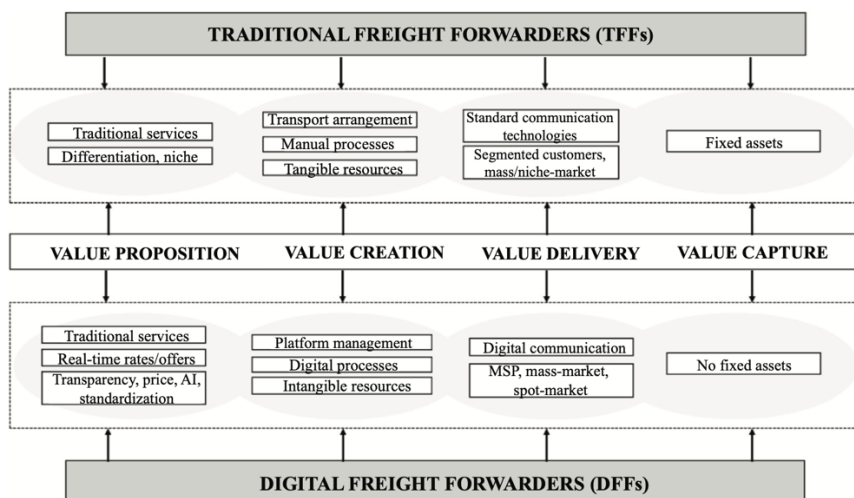 TRADITIONAL FREIGHT FORWARDERS (TFFs)
Traditional services
Differentiation, niche
Transport arrangement
Manual processes
Tangible resources
Standard communication
technologies
Segmented customers,
mass/niche-market
Fixed assets
VALUE PROPOSITION
VALUE CREATION
VALUE DELIVERY
VALUE CAPTURE
Traditional services
Real-time rates/offers
Transparency, price, AI,
standardization
Platform management
Digital processes
Intangible resources
Digital communication
MSP, mass-market,
spot-market
No fixed assets
DIGITAL FREIGHT FORWARDERS (DFFs)